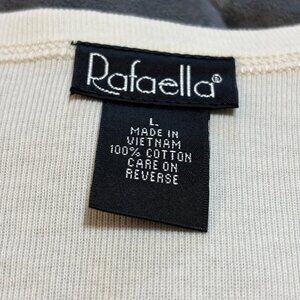 Rafaella®
L
MADE IN
VIETNAM
100% COTTON
CARE ON
REVERSE